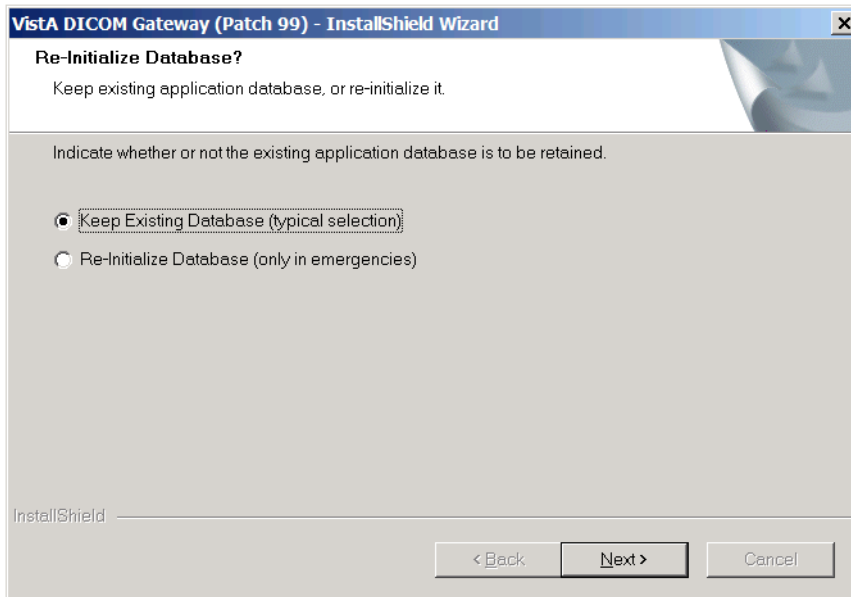 VistA DICOM Gateway (Patch 99) - InstallShield Wizard
Re-Initialize Database?
Keep existing application database, or re-initialize it.
Indicate whether or not the existing application database is to be retained.
Keep Existing Database (typical selection)
Re-Initialize Database (only in emergencies)
InstallShield
< Back Next > Cancel